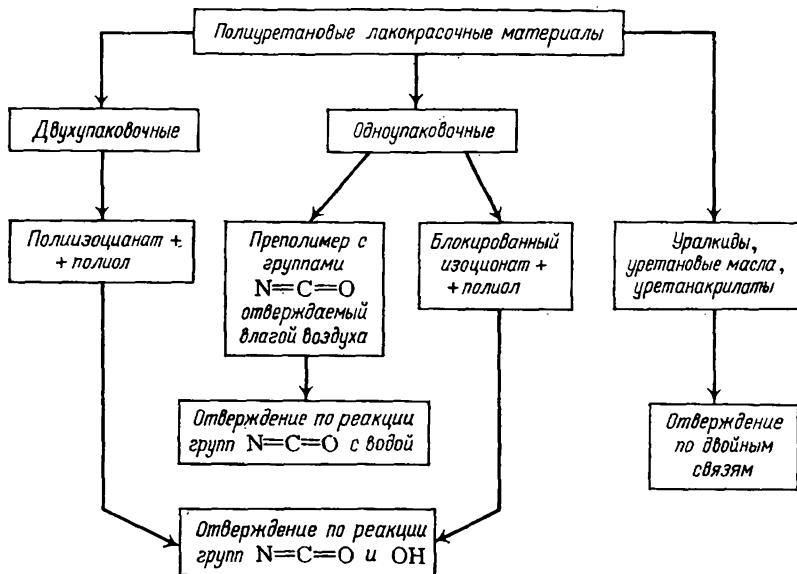 Полиуретановые лакокрасочные материалы
Двухупаковочные
Одноупаковочные
Полиизоцианат +
+ полиол
Преполимер с
группами
N=C=O
отверждаемый
влагой воздуха
Блокированный
изоционат +
+ полиол
Уралкиды,
уретановые масла,
уретанакрилаты
Отверждение по реакции
групп N=C=O с водой
Отверждение
по двойным
связям
Отверждение по реакции
групп N=C=O и OH